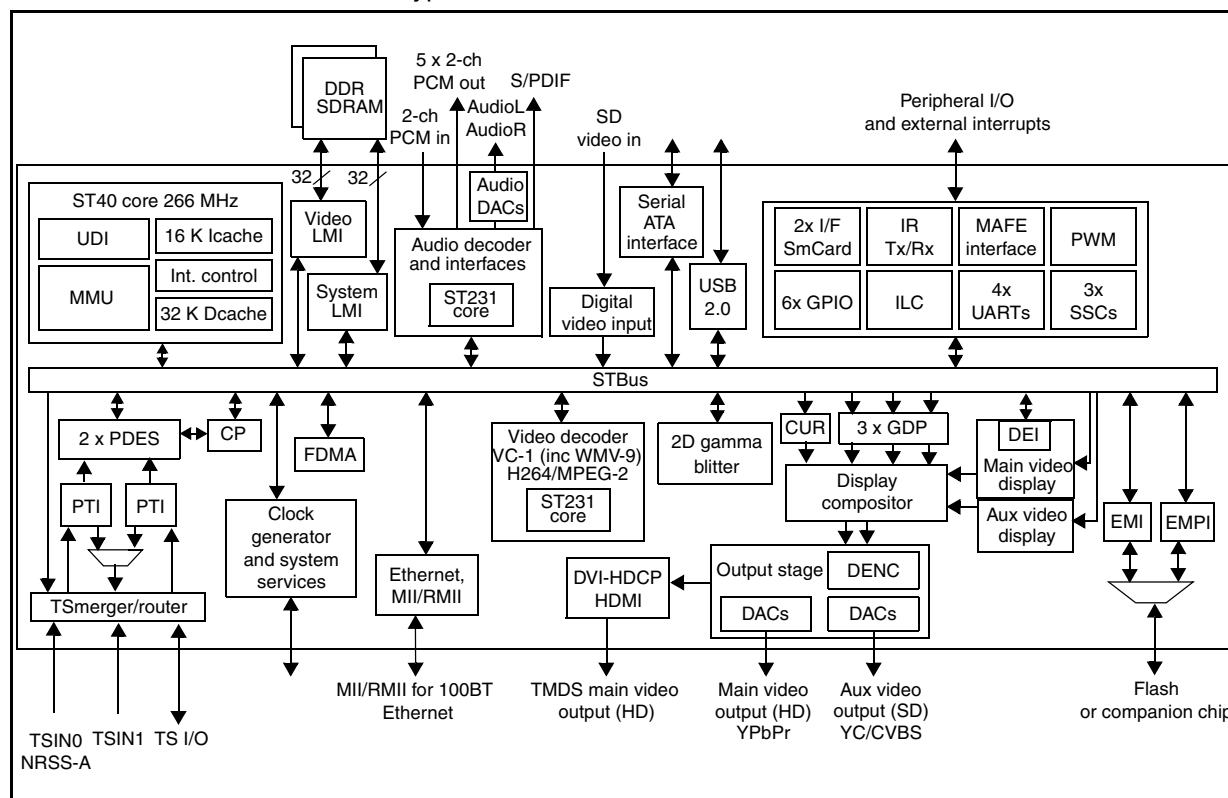 5 x 2-ch
PCM out
S/PDIF
DDR
SDRAM
2-ch
PCM in
AudioL
AudioR
SD
video in
Peripheral I/O
and external interrupts
32
32
ST40 core 266 MHz
UDI
16 K Icache
MMU
Int. control
32 K Dcache
Video
LMI
System
LMI
Audio
DACs
Audio decoder
and interfaces
ST231
core
Digital
video input
Serial
ATA
interface
USB
2.0
2x I/F
SmCard
IR
Tx/Rx
MAFE
interface
PWM
6x GPIO
ILC
4x
UARTs
3x
SSCs
STBus
2 x PDES
CP
PTI
PTI
TSmerger/router
FDMA
Clock
generator
and system
services
Ethernet,
MII/RMII
Video decoder
VC-1 (inc WMV-9)
H264/MPEG-2
ST231
core
2D gamma
blitter
CUR
3 x GDP
Display
compositor
DEI
Main video
display
Aux video
display
EMI
EMPI
DVI-HDCP
HDMI
Output stage
DENC
DACs
DACs
TSIN0
NRSS-A
TSIN1
TS I/O
MII/RMII for 100BT
Ethernet
TMDS main video
output (HD)
Main video
output (HD)
YPbPr
Aux video
output (SD)
YC/CVBS
Flash
or companion chip